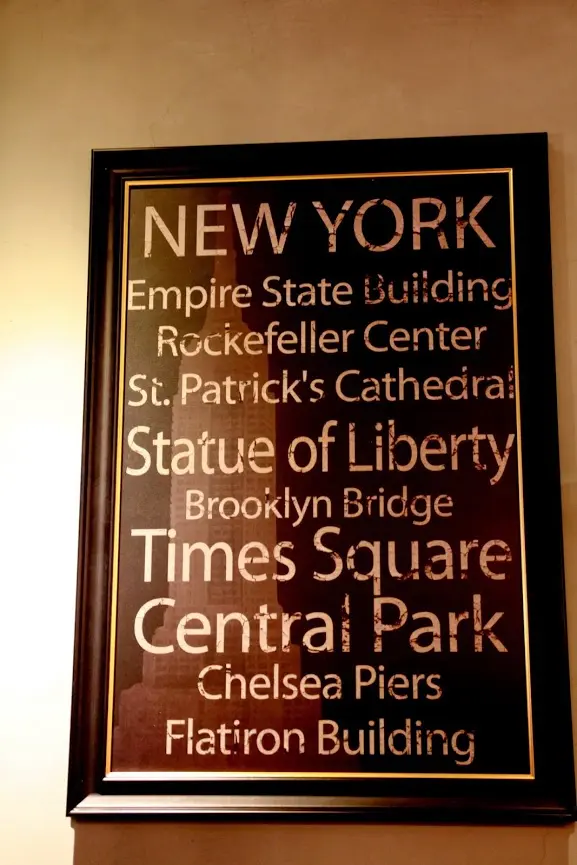 NEW YORK
Empire State Building
Rockefeller Center
St. Patrick's Cathedral
Statue of Liberty
Brooklyn Bridge
Times Square
Central Park
Chelsea Piers
Flatiron Building